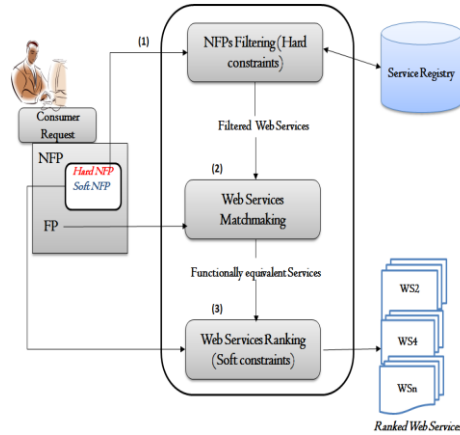 (1)
NFPs Filtering (Hard
constraints)
Service Registry
Consumer
Request
Filtered Web Services
NFP
Hard NFP
Soft NFP
(2)
Web Services
Matchmaking
FP
Functionally equivalent Services
(3)
Web Services Ranking
(Soft constraints)
WS2
WS4
WSn
Ranked Web Services